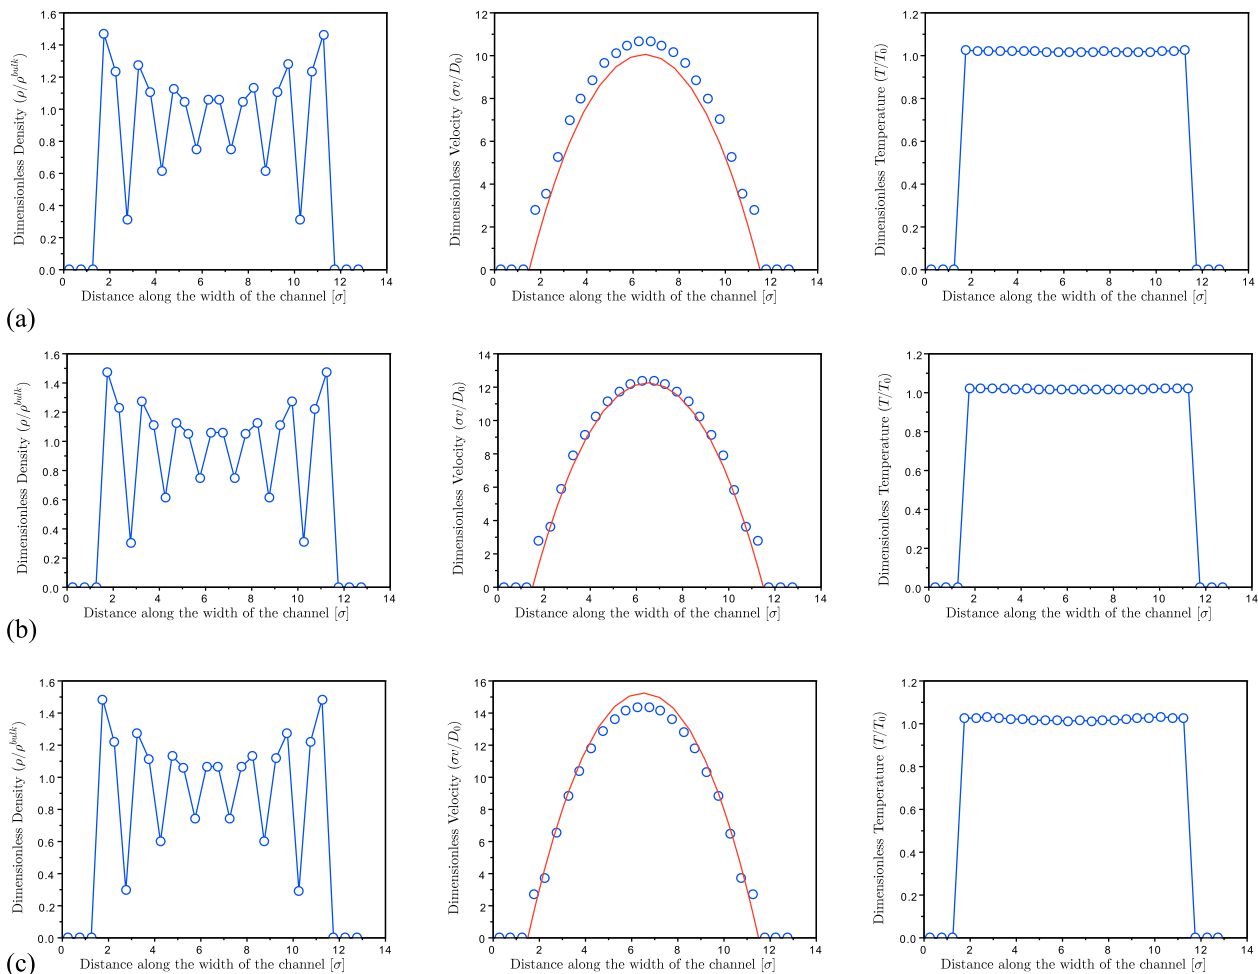 Dimensionless Density (ρ/ρ^bulk)
1.6
1.4
1.2
1.0
0.8
0.6
0.4
0.2
0.0
0 2 4 6 8 10 12 14
Distance along the width of the channel [σ]
Dimensionless Velocity (σv/D₀)
12
10
8
6
4
2
0
0 2 4 6 8 10 12 14
Distance along the width of the channel [σ]
Dimensionless Temperature (T/T₀)
1.2
1.0
0.8
0.6
0.4
0.2
0.0
0 2 4 6 8 10 12 14
Distance along the width of the channel [σ]
(a)
Dimensionless Density (ρ/ρ^bulk)
1.6
1.4
1.2
1.0
0.8
0.6
0.4
0.2
0.0
0 2 4 6 8 10 12 14
Distance along the width of the channel [σ]
Dimensionless Velocity (σv/D₀)
14
12
10
8
6
4
2
0
0 2 4 6 8 10 12 14
Distance along the width of the channel [σ]
Dimensionless Temperature (T/T₀)
1.2
1.0
0.8
0.6
0.4
0.2
0.0
0 2 4 6 8 10 12 14
Distance along the width of the channel [σ]
(b)
Dimensionless Density (ρ/ρ^bulk)
1.6
1.4
1.2
1.0
0.8
0.6
0.4
0.2
0.0
0 2 4 6 8 10 12 14
Distance along the width of the channel [σ]
Dimensionless Velocity (σv/D₀)
16
14
12
10
8
6
4
2
0
0 2 4 6 8 10 12 14
Distance along the width of the channel [σ]
Dimensionless Temperature (T/T₀)
1.2
1.0
0.8
0.6
0.4
0.2
0.0
0 2 4 6 8 10 12 14
Distance along the width of the channel [σ]
(c)